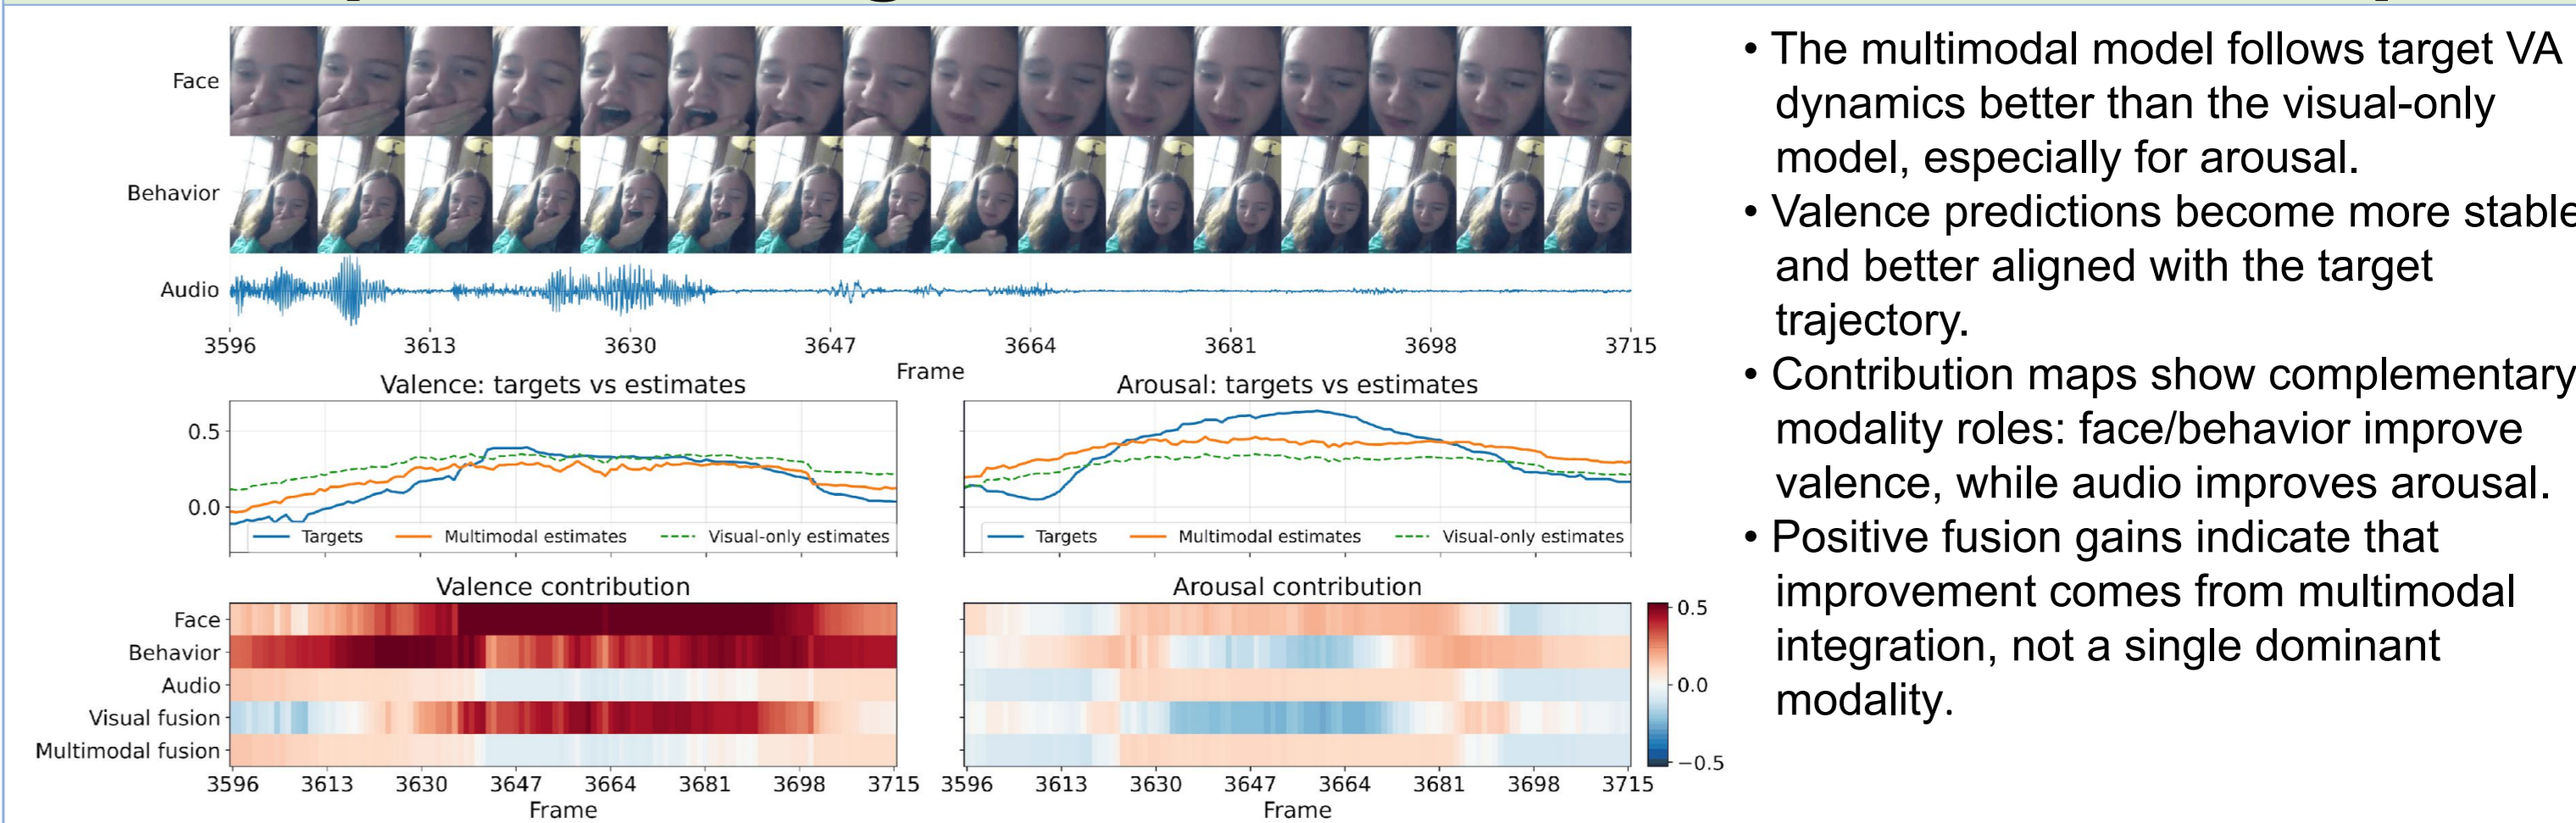 Face
Behavior
Audio
3596 3613 3630 3647 3664 3681 3698 3715
Frame
Valence: targets vs estimates
0.5
0.0
Targets Multimodal estimates Visual-only estimates
Arousal: targets vs estimates
Targets Multimodal estimates Visual-only estimates
Valence contribution
Face
Behavior
Audio
Visual fusion
Multimodal fusion
3596 3613 3630 3647 3664 3681 3698 3715
Frame
Arousal contribution
3596 3613 3630 3647 3664 3681 3698 3715
Frame
0.5
0.0
−0.5
• The multimodal model follows target VA
dynamics better than the visual-only
model, especially for arousal.
• Valence predictions become more stable
and better aligned with the target
trajectory.
• Contribution maps show complementary
modality roles: face/behavior improve
valence, while audio improves arousal.
• Positive fusion gains indicate that
improvement comes from multimodal
integration, not a single dominant
modality.